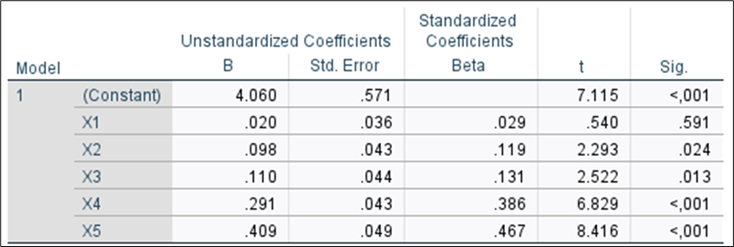 Unstandardized Coefficients Standardized Coefficients
Model B Std. Error Beta t Sig.
1 (Constant) 4.060 .571 7.115 <,001
X1 .020 .036 .029 .540 .591
X2 .098 .043 .119 2.293 .024
X3 .110 .044 .131 2.522 .013
X4 .291 .043 .386 6.829 <,001
X5 .409 .049 .467 8.416 <,001